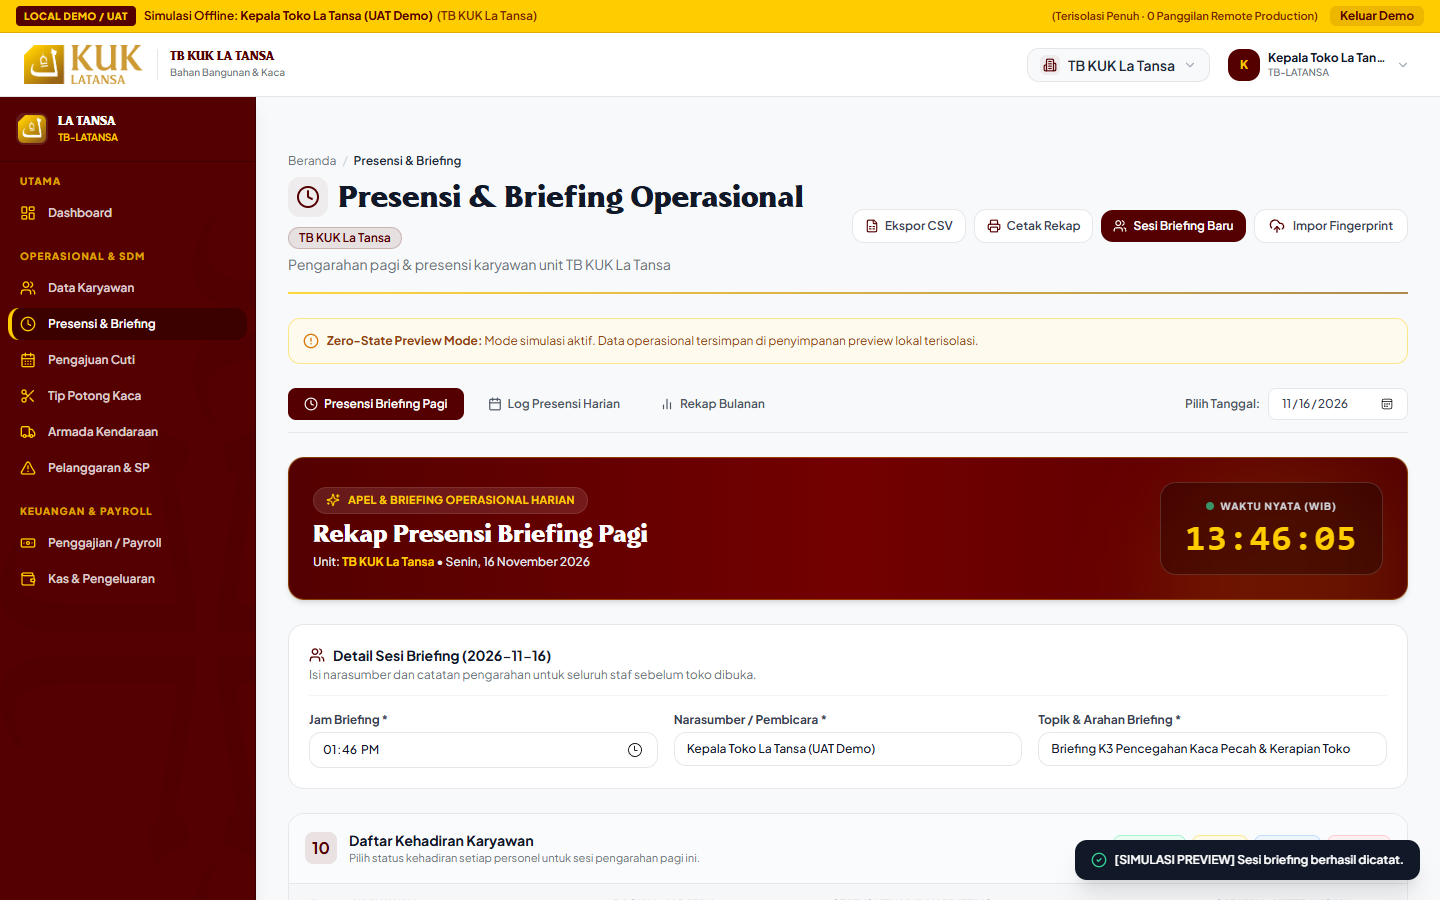 LOCAL DEMO / UAT Simulasi Offline: Kepala Toko La Tansa (UAT Demo) (TB KUK La Tansa) (Terisolasi Penuh · 0 Panggilan Remote Production) Keluar Demo
KUK LATANSA
TB KUK LA TANSA
Bahan Bangunan & Kaca
TB KUK La Tansa
K
Kepala Toko La Tan...
TB-LATANSA
LA TANSA
TB-LATANSA
UTAMA
Dashboard
OPERASIONAL & SDM
Data Karyawan
Presensi & Briefing
Pengajuan Cuti
Tip Potong Kaca
Armada Kendaraan
Pelanggaran & SP
KEUANGAN & PAYROLL
Penggajian / Payroll
Kas & Pengeluaran
Beranda / Presensi & Briefing
Presensi & Briefing Operasional
TB KUK La Tansa
Pengarahan pagi & presensi karyawan unit TB KUK La Tansa
Ekspor CSV
Cetak Rekap
Sesi Briefing Baru
Impor Fingerprint
Zero-State Preview Mode: Mode simulasi aktif. Data operasional tersimpan di penyimpanan preview lokal terisolasi.
Presensi Briefing Pagi
Log Presensi Harian
Rekap Bulanan
Pilih Tanggal: 11/16/2026
APEL & BRIEFING OPERASIONAL HARIAN
Rekap Presensi Briefing Pagi
Unit: TB KUK La Tansa • Senin, 16 November 2026
WAKTU NYATA (WIB)
13:46:05
Detail Sesi Briefing (2026-11-16)
Isi narasumber dan catatan pengarahan untuk seluruh staf sebelum toko dibuka.
Jam Briefing *
01:46 PM
Narasumber / Pembicara *
Kepala Toko La Tansa (UAT Demo)
Topik & Arahan Briefing *
Briefing K3 Pencegahan Kaca Pecah & Kerapian Toko
10
Daftar Kehadiran Karyawan
Pilih status kehadiran setiap personel untuk sesi pengarahan pagi ini.
[SIMULASI PREVIEW] Sesi briefing berhasil dicatat.